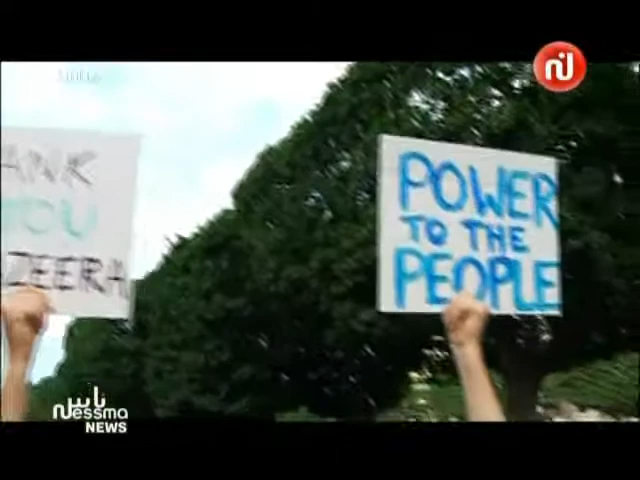 ANK
YOU
ZEERA
POWER
TO THE
PEOPLE
نسمة
Nessma
NEWS